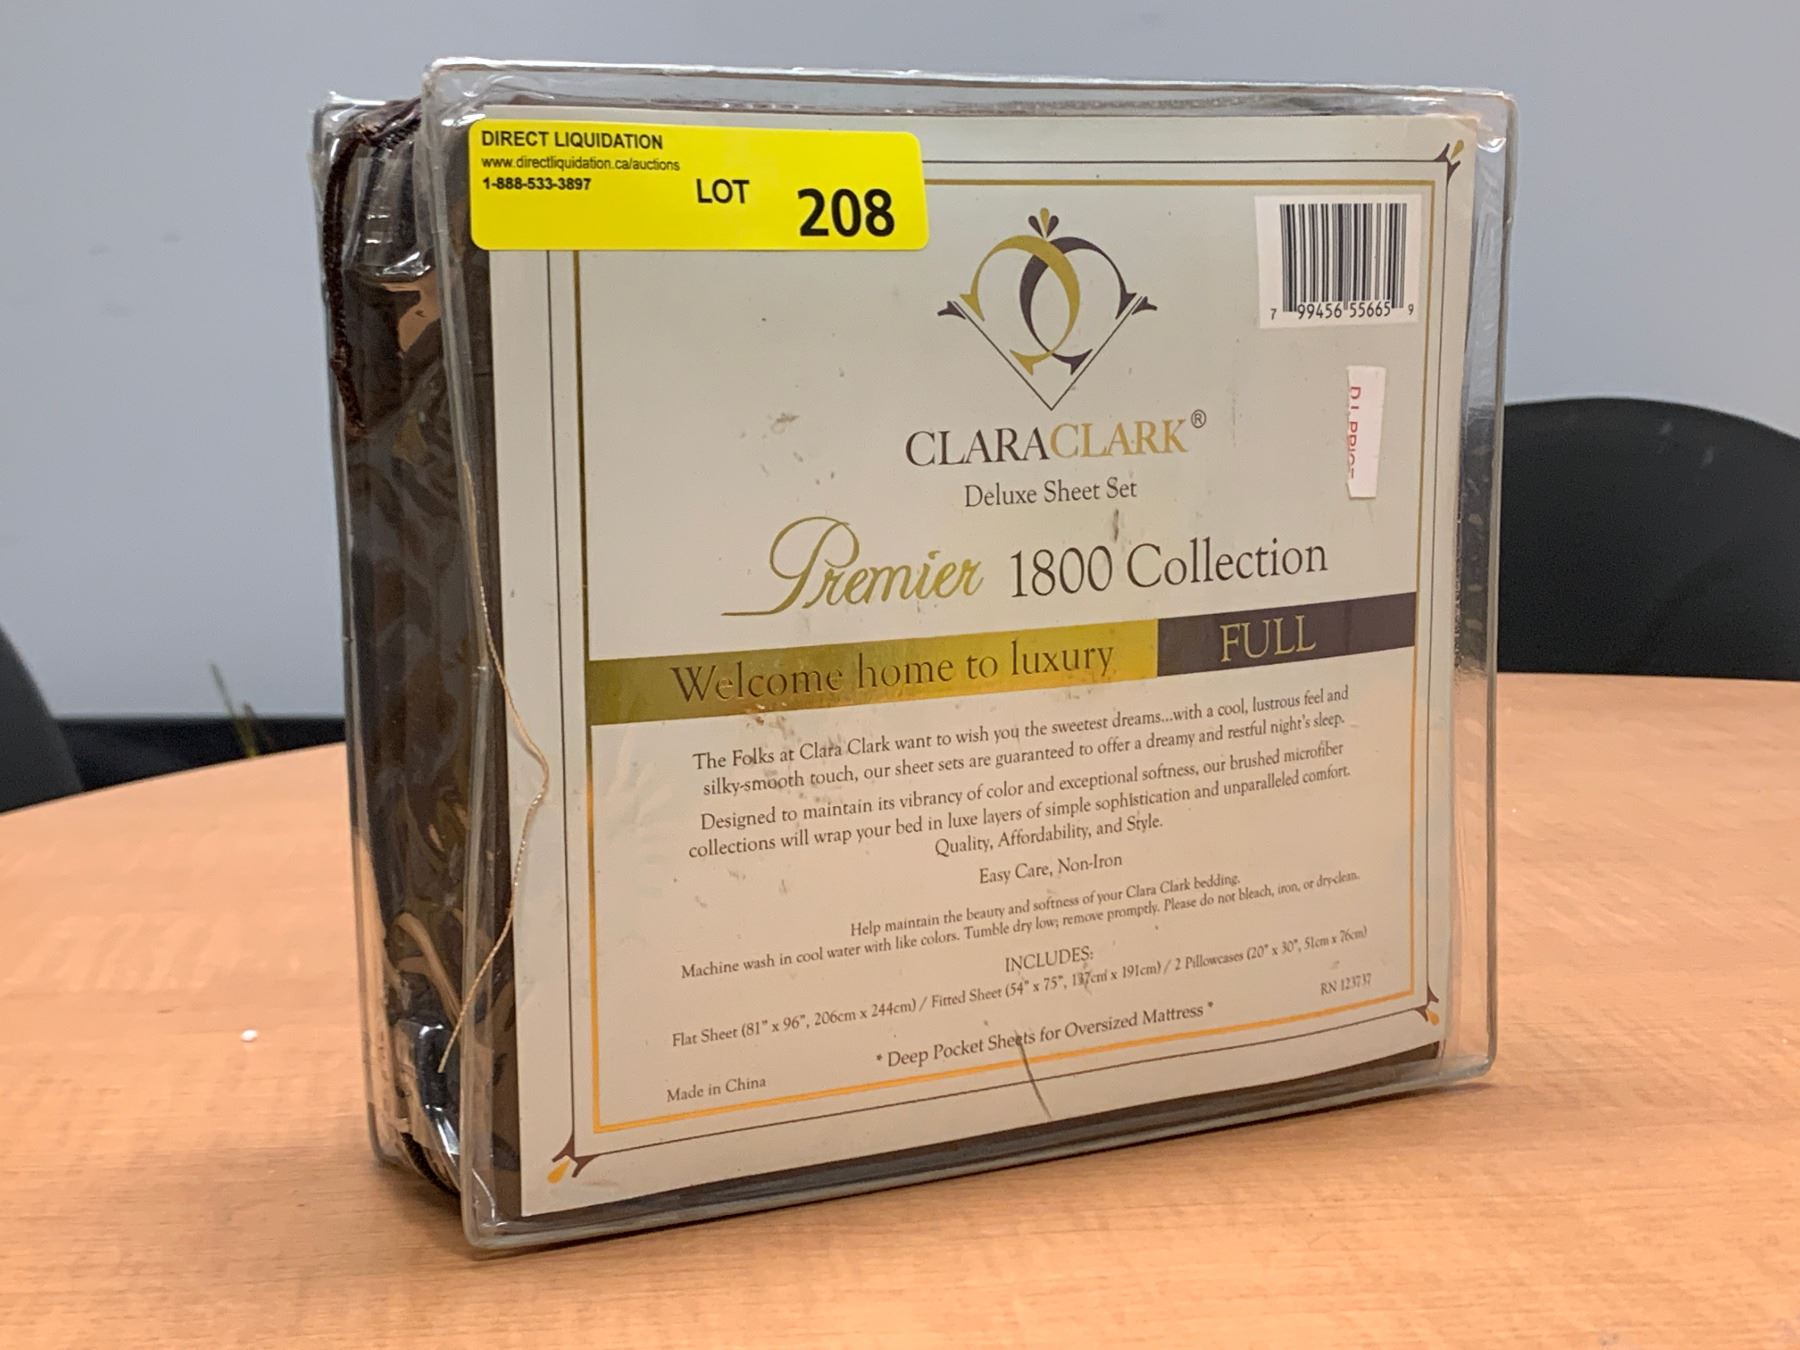 DIRECT LIQUIDATION
www.directliquidation.ca/auctions
1-888-533-3897
LOT 208
7 99456 55665 9
CLARACLARK®
Deluxe Sheet Set
Premier 1800 Collection
Welcome home to luxury FULL
The Folks at Clara Clark want to wish you the sweetest dreams...with a cool, lustrous feel and
silky-smooth touch, our sheet sets are guaranteed to offer a dreamy and restful night's sleep.
Designed to maintain its vibrancy of color and exceptional softness, our brushed microfiber
collections will wrap your bed in luxe layers of simple sophistication and unparalleled comfort.
Quality, Affordability, and Style.
Easy Care, Non-Iron
Help maintain the beauty and softness of your Clara Clark bedding.
Machine wash in cool water with like colors. Tumble dry low; remove promptly. Please do not bleach, iron, or dry-clean.
INCLUDES:
Flat Sheet (81" x 96", 206cm x 244cm) / Fitted Sheet (54" x 75", 137cm x 191cm) / 2 Pillowcases (20" x 30", 51cm x 76cm)
RN 123737
* Deep Pocket Sheets for Oversized Mattress *
Made in China